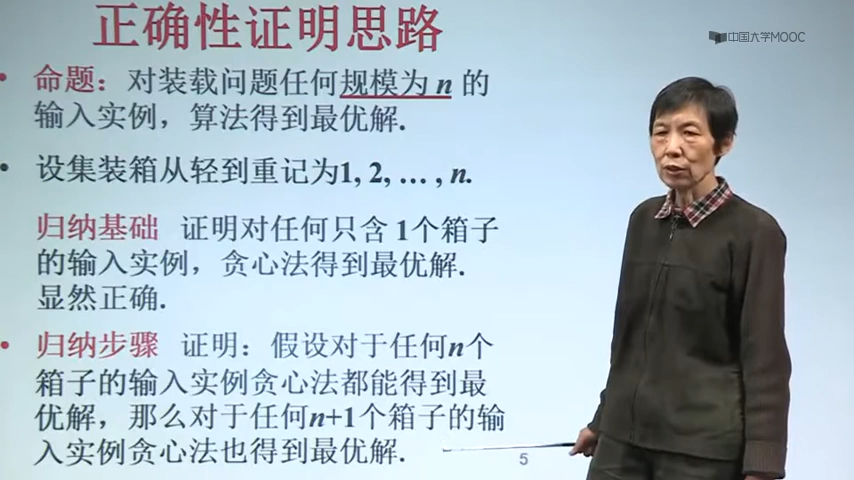 正确性证明思路
中国大学MOOC
• 命题：对装载问题任何规模为 n 的
输入实例，算法得到最优解.
• 设集装箱从轻到重记为1, 2, … , n.
归纳基础 证明对任何只含 1个箱子
的输入实例，贪心法得到最优解.
显然正确.
• 归纳步骤 证明：假设对于任何n个
箱子的输入实例贪心法都能得到最
优解，那么对于任何n+1个箱子的输
入实例贪心法也得到最优解.
5